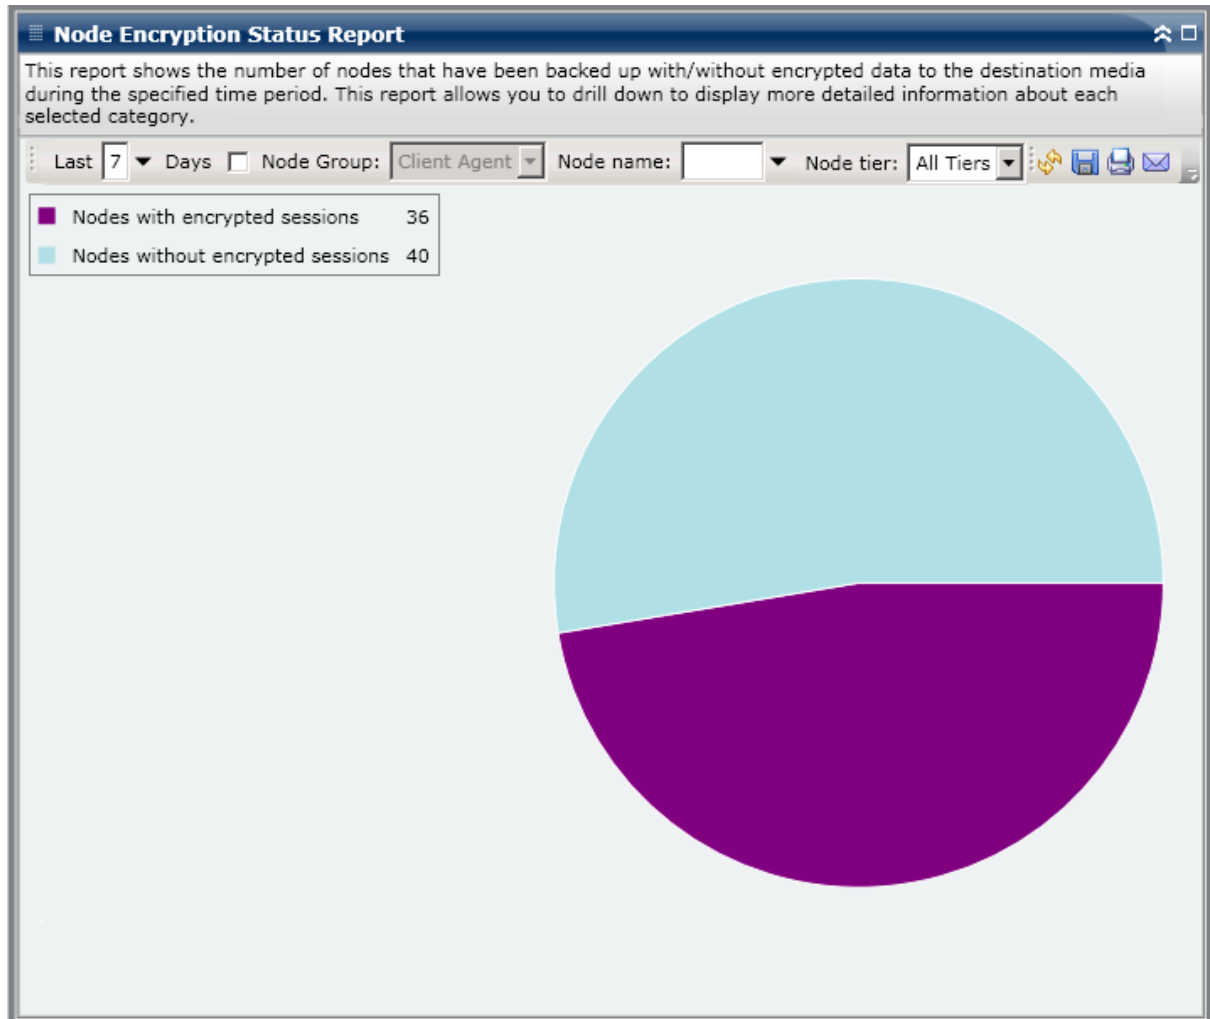 Node Encryption Status Report
This report shows the number of nodes that have been backed up with/without encrypted data to the destination media
during the specified time period. This report allows you to drill down to display more detailed information about each
selected category.
Last 7 Days Node Group: Client Agent Node name: Node tier: All Tiers
Nodes with encrypted sessions 36
Nodes without encrypted sessions 40